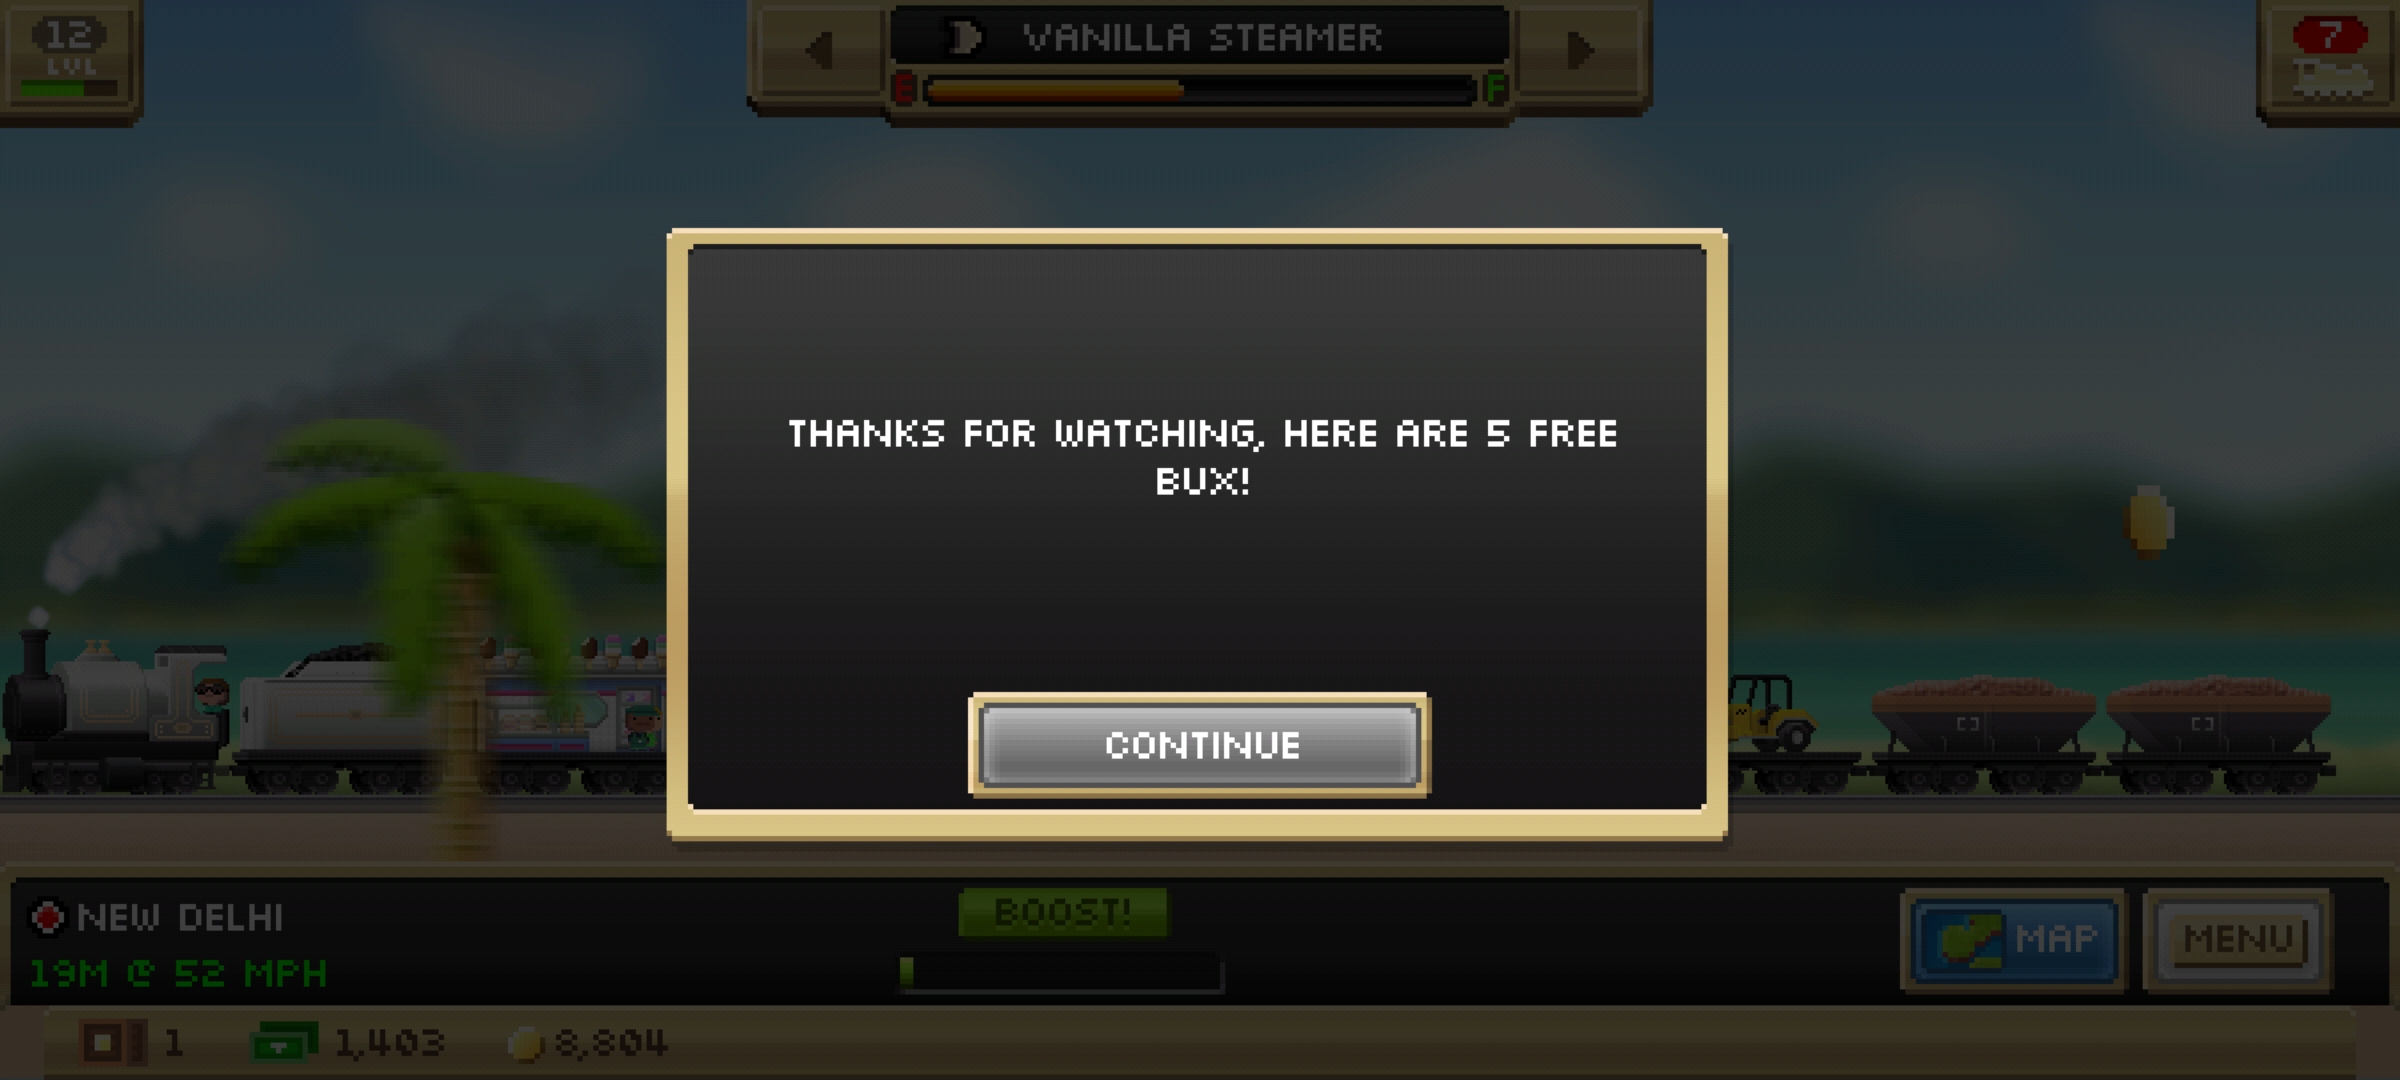 12
LVL
VANILLA STEAMER
E F
7
THANKS FOR WATCHING, HERE ARE 5 FREE
BUX!
CONTINUE
NEW DELHI
19M @ 52 MPH
BOOST!
MAP
MENU
1 1,403 8,804